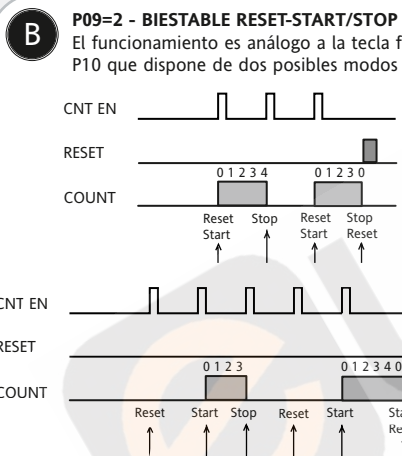 B
P09=2 - BIESTABLE RESET-START/STOP
El funcionamiento es análogo a la tecla f
P10 que dispone de dos posibles modos
CNT EN
RESET
0 1 2 3 4 0 1 2 3 0
COUNT
Reset Stop Reset Stop
Start Start Reset
CNT EN
RESET
0 1 2 3 0 1 2 3 4 0
COUNT
Reset Start Stop Reset Start Sta
Re